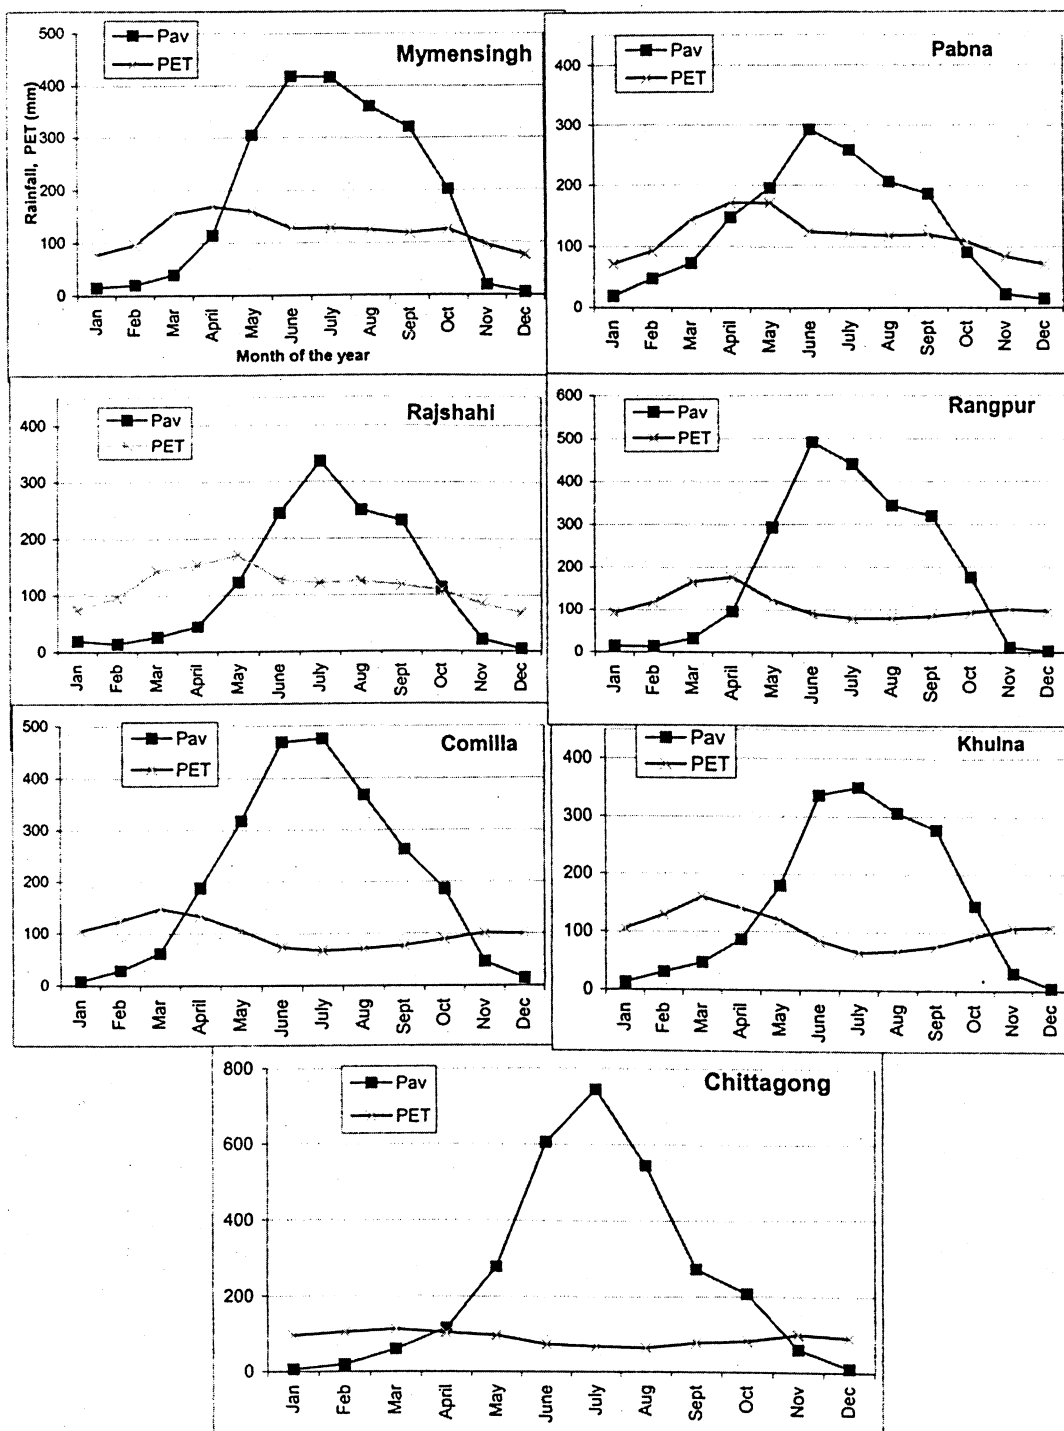 Mymensingh
Pav
PET
Rainfall, PET (mm)
500
400
300
200
100
0
Jan Feb Mar April May June July Aug Sept Oct Nov Dec
Month of the year
Pabna
Pav
PET
400
300
200
100
0
Jan Feb Mar April May June July Aug Sept Oct Nov Dec
Rajshahi
Pav
PET
400
300
200
100
0
Jan Feb Mar April May June July Aug Sept Oct Nov Dec
Rangpur
Pav
PET
600
500
400
300
200
100
0
Jan Feb Mar April May June July Aug Sept Oct Nov Dec
Comilla
Pav
PET
500
400
300
200
100
0
Jan Feb Mar April May June July Aug Sept Oct Nov Dec
Khulna
Pav
PET
400
300
200
100
0
Jan Feb Mar April May June July Aug Sept Oct Nov Dec
Chittagong
Pav
PET
800
600
400
200
0
Jan Feb Mar April May June July Aug Sept Oct Nov Dec